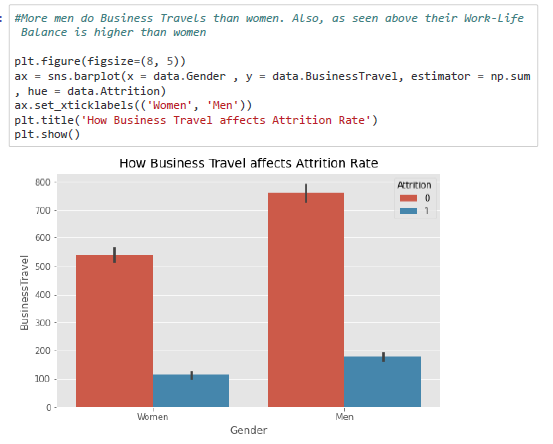 : #More men do Business Travels than women. Also, as seen above their Work-Life
Balance is higher than women
plt.figure(figsize=(8, 5))
ax = sns.barplot(x = data.Gender , y = data.BusinessTravel, estimator = np.sum
, hue = data.Attrition)
ax.set_xticklabels(('Women', 'Men'))
plt.title('How Business Travel affects Attrition Rate')
plt.show()
How Business Travel affects Attrition Rate
Attrition
0
1
800
700
600
500
400
300
200
100
0
BusinessTravel
Women Men
Gender